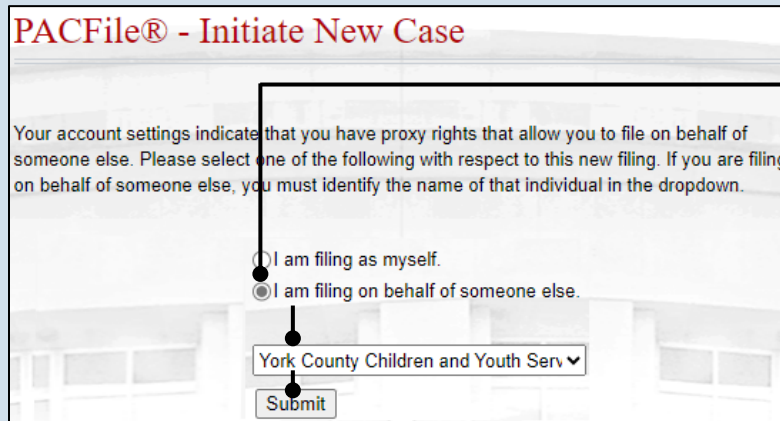 PACFile® - Initiate New Case
Your account settings indicate that you have proxy rights that allow you to file on behalf of
someone else. Please select one of the following with respect to this new filing. If you are filing
on behalf of someone else, you must identify the name of that individual in the dropdown.
I am filing as myself.
I am filing on behalf of someone else.
York County Children and Youth Serv
Submit